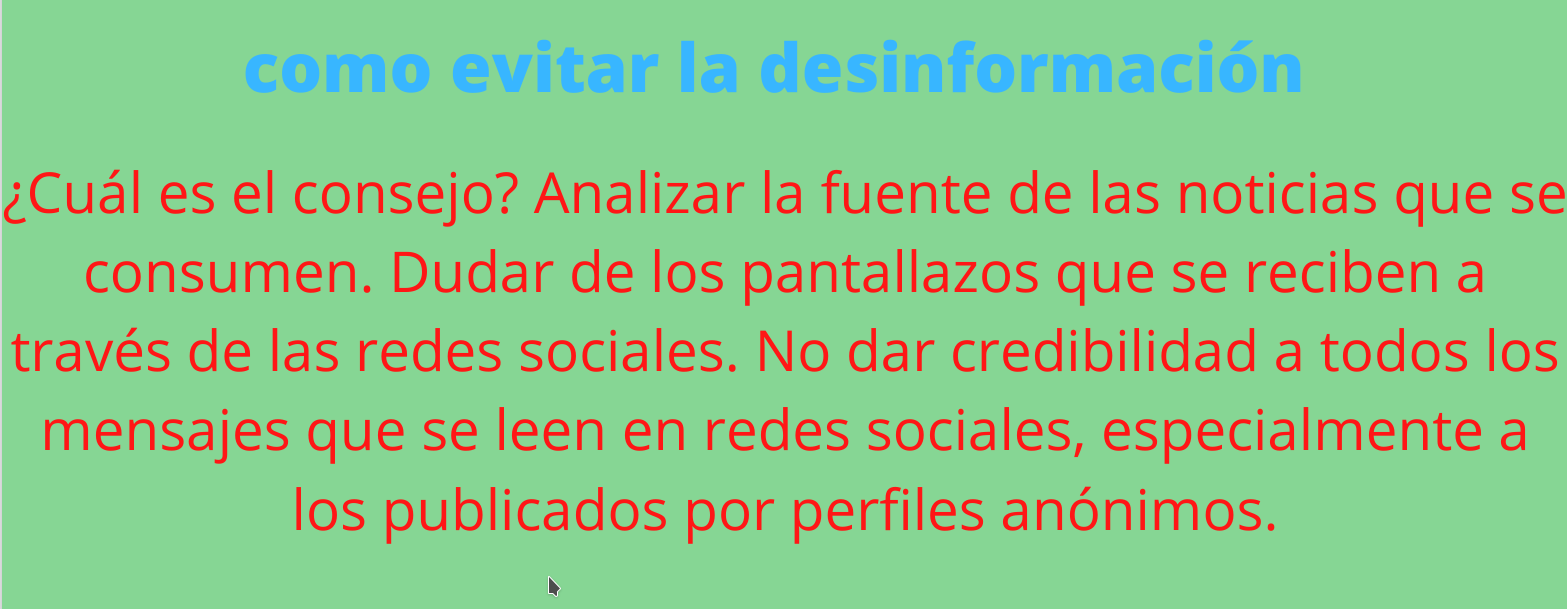 como evitar la desinformación
¿Cuál es el consejo? Analizar la fuente de las noticias que se
consumen. Dudar de los pantallazos que se reciben a
través de las redes sociales. No dar credibilidad a todos los
mensajes que se leen en redes sociales, especialmente a
los publicados por perfiles anónimos.